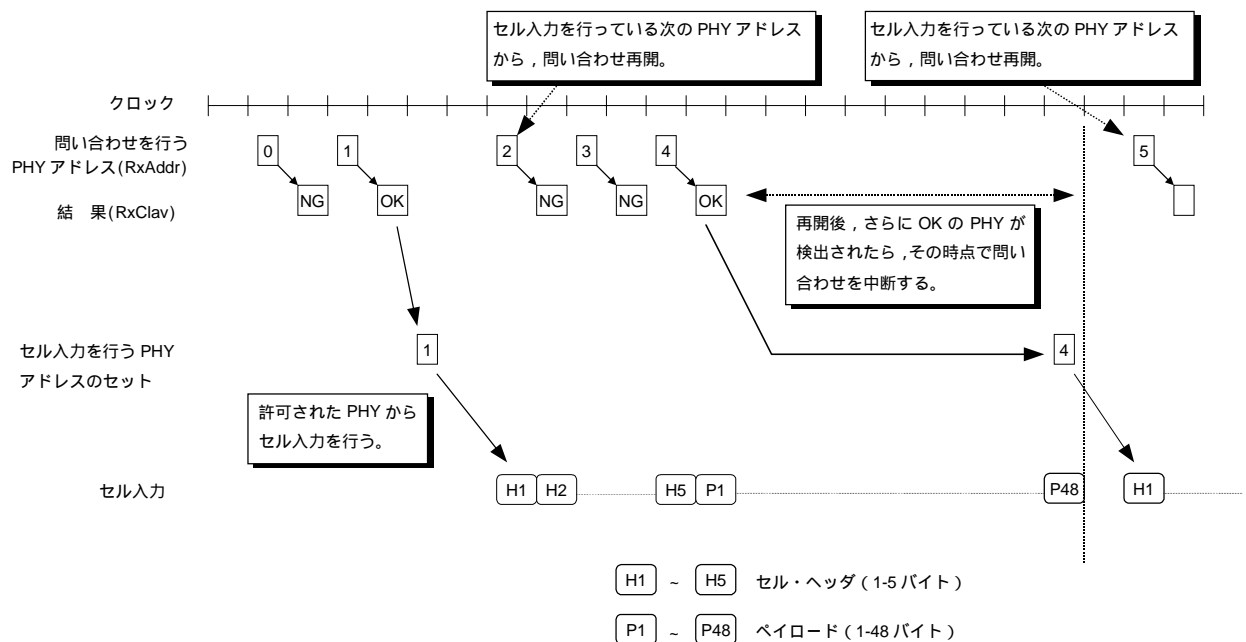 セル入力を行っている次の PHY アドレス
から , 問い合わせ再開。
セル入力を行っている次の PHY アドレス
から , 問い合わせ再開。
クロック
問い合わせを行う
PHY アドレス(RxAddr)
0 1 2 3 4 5
結 果(RxClav)
NG OK NG NG OK
再開後 , さらに OK の PHY が
検出されたら , その時点で問い
合わせを中断する。
セル入力を行う PHY
アドレスのセット
1 4
許可された PHY から
セル入力を行う。
セル入力
H1 H2 H5 P1 P48 H1
H1 ~ H5 セル・ヘッダ ( 1-5 バイト )
P1 ~ P48 ペイロード ( 1-48 バイト )